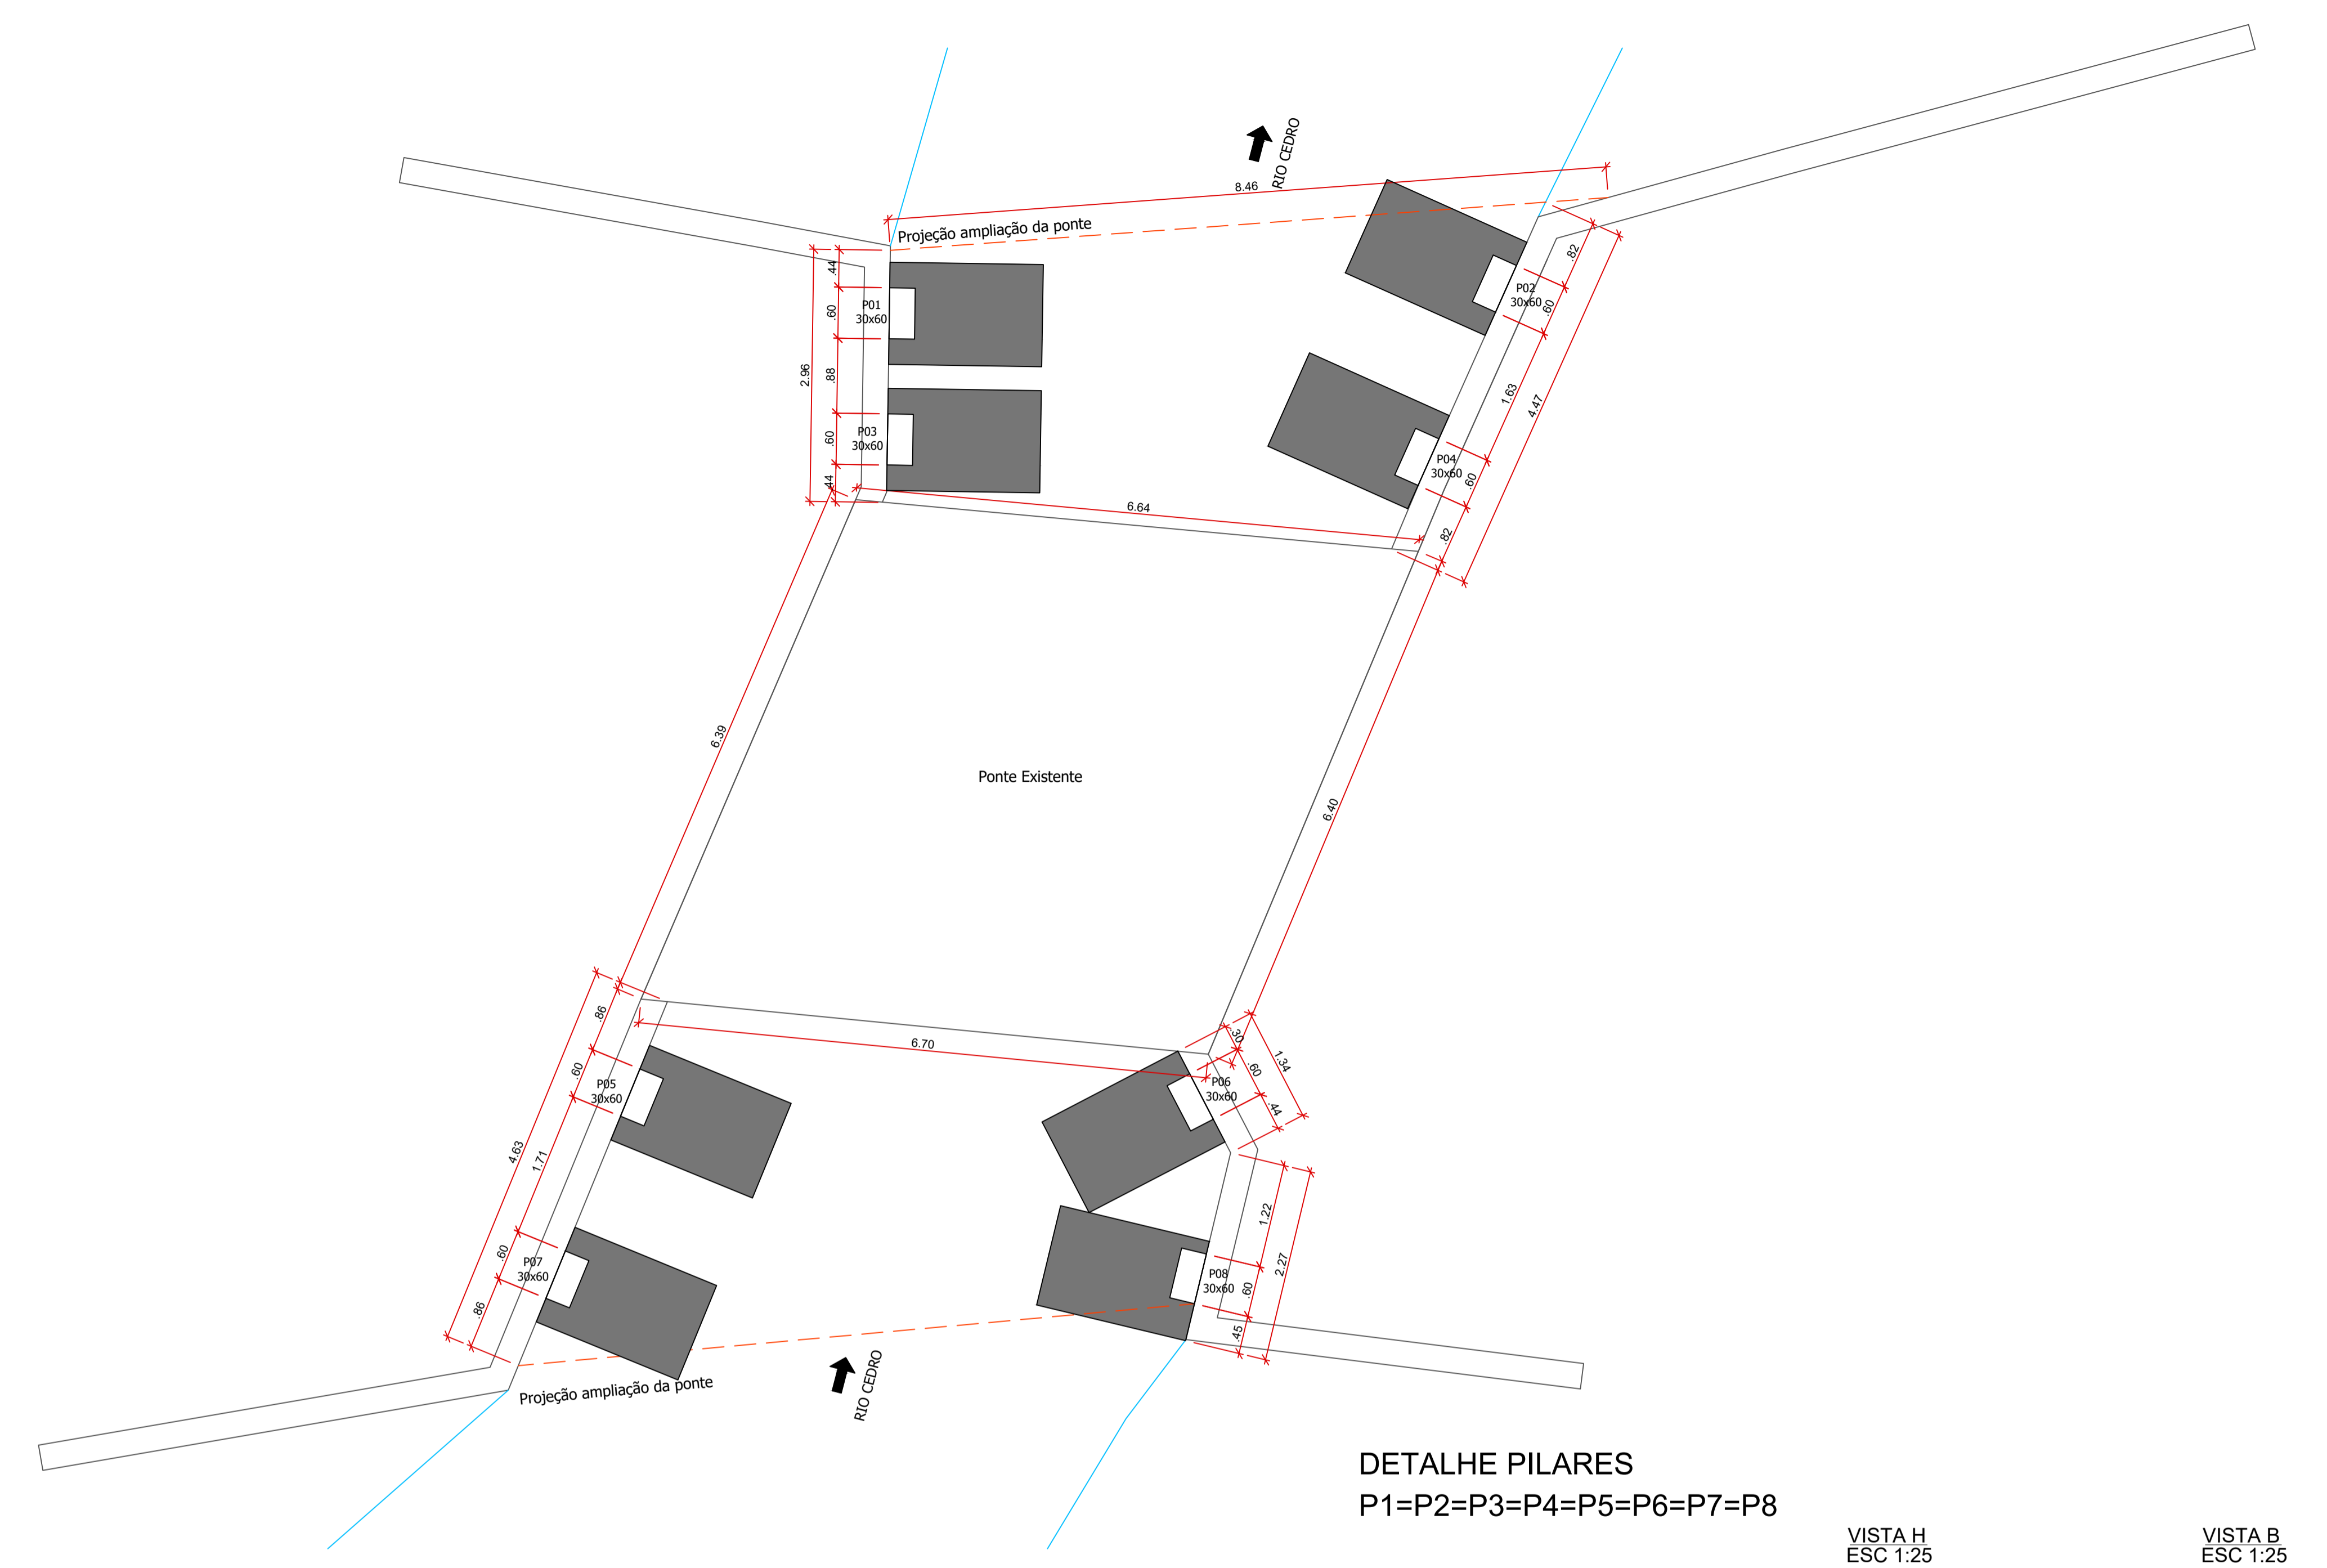 RIO CEDRO
8.46
Projeção ampliação da ponte
.44
P01
30x60
.60
2.96
.88
P03
30x60
.60
.44
.82
P02
30x60
.60
1.63
4.47
P04
30x60
.60
.82
6.64
6.39
Ponte Existente
6.40
.86
6.70
.60
P05
30x60
4.63
1.71
.60
P07
30x60
.86
.30
1.34
.60
P06
30x60
.44
1.22
2.27
P08
30x60
.60
.45
Projeção ampliação da ponte
RIO CEDRO
DETALHE PILARES
P1=P2=P3=P4=P5=P6=P7=P8
VISTA H
ESC 1:25
VISTA B
ESC 1:25